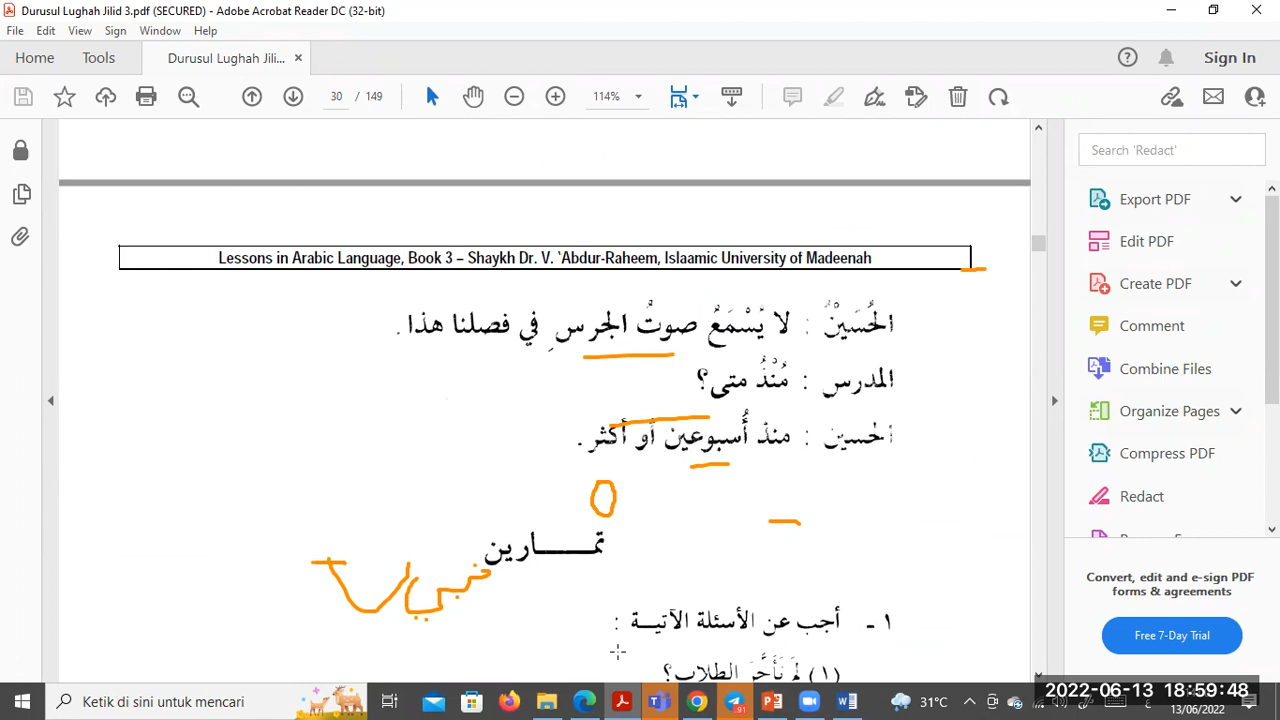 Durusul Lughah Jilid 3.pdf (SECURED) - Adobe Acrobat Reader DC (32-bit)
File Edit View Sign Window Help
Home Tools Durusul Lughah Jili... ×
30 / 149 114%
Sign In
Lessons in Arabic Language, Book 3 – Shaykh Dr. V. `Abdur-Raheem, Islaamic University of Madeenah
الحُسَيْنُ : لا يُسْمَعُ صوتُ الجرسِ في فصلنا هذا.
المدرس : مُنْذُ متى؟
الحسين : منذ أُسبوعين أو أكثر.
تمـــــارين
١ ـ أجب عن الأسئلة الآتيـة :
(١) لِمَ تَأَخَّرَ الطلاب؟
Search 'Redact'
Export PDF
Edit PDF
Create PDF
Comment
Combine Files
Organize Pages
Compress PDF
Redact
Convert, edit and e-sign PDF
forms & agreements
Free 7-Day Trial
Ketik di sini untuk mencari
91
31°C
2022-06-13 18:59:48
13/06/2022